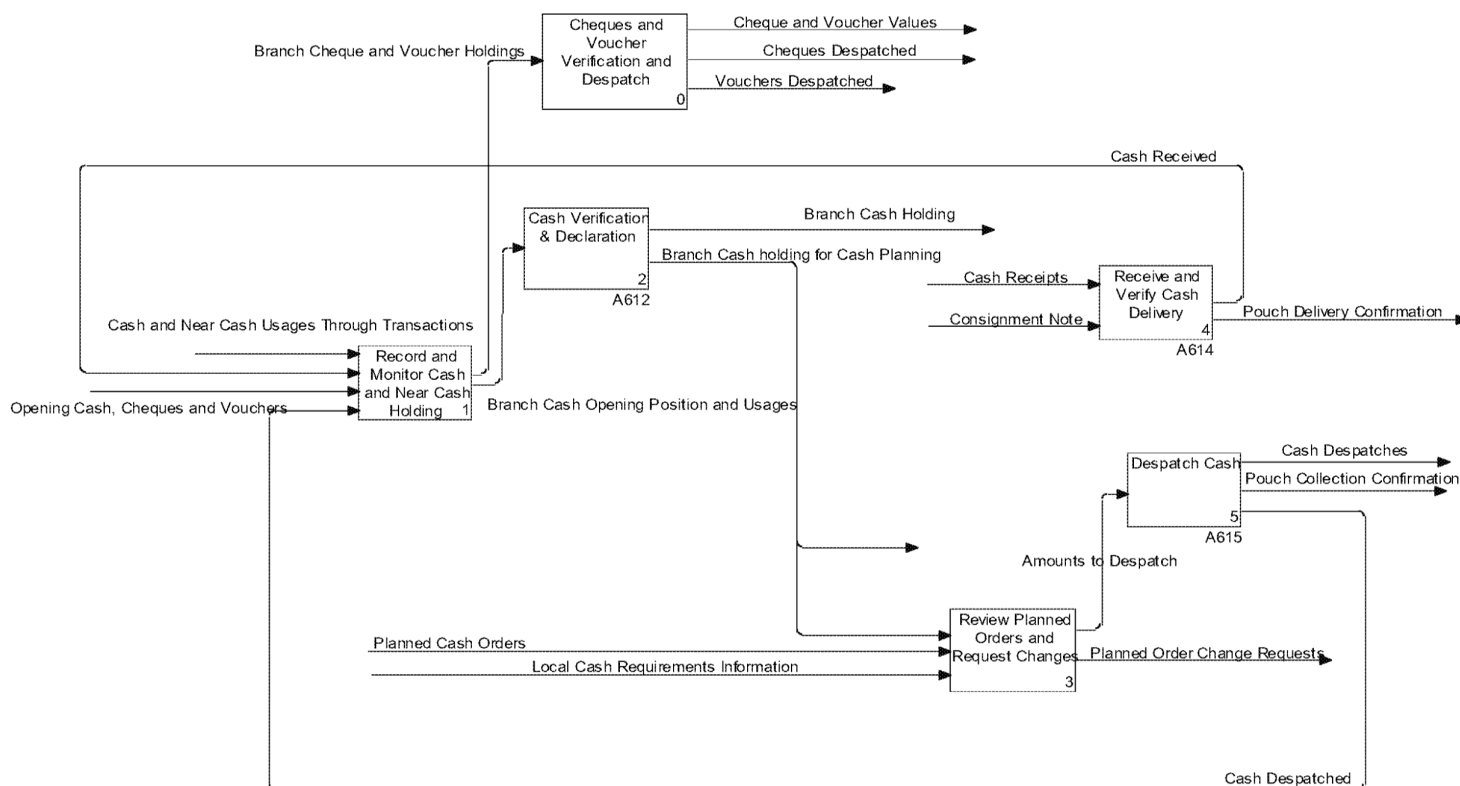 Cheques and
Voucher
Verification and
Despatch
0
Cheque and Voucher Values
Cheques Despatched
Vouchers Despatched
Branch Cheque and Voucher Holdings
Cash Received
Cash Verification
& Declaration
2
A612
Branch Cash Holding
Branch Cash holding for Cash Planning
Cash Receipts
Consignment Note
Receive and
Verify Cash
Delivery
4
A614
Pouch Delivery Confirmation
Cash and Near Cash Usages Through Transactions
Record and
Monitor Cash
and Near Cash
Holding
1
Opening Cash, Cheques and Vouchers
Branch Cash Opening Position and Usages
Despatch Cash
5
A615
Cash Despatches
Pouch Collection Confirmation
Amounts to Despatch
Review Planned
Orders and
Request Changes
3
Planned Cash Orders
Local Cash Requirements Information
Planned Order Change Requests
Cash Despatched